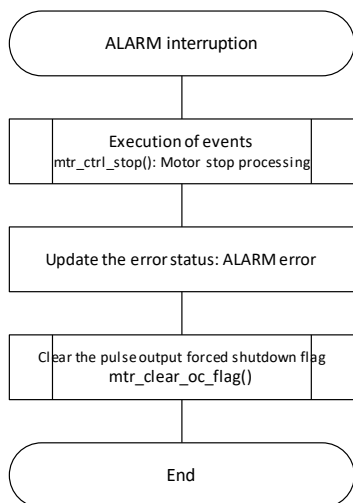 ALARM interruption
Execution of events
mtr_ctrl_stop(): Motor stop processing
Update the error status: ALARM error
Clear the pulse output forced shutdown flag
mtr_clear_oc_flag()
End